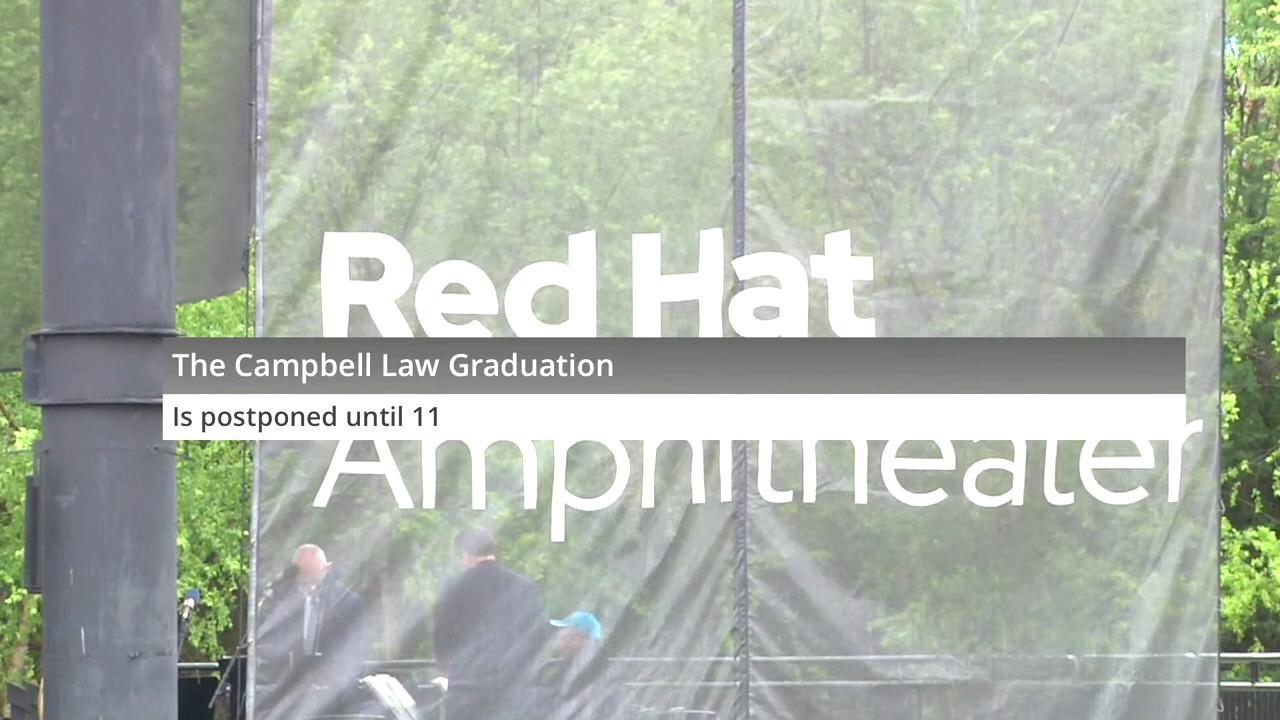 Red Hat
The Campbell Law Graduation
Is postponed until 11
Amphitheater